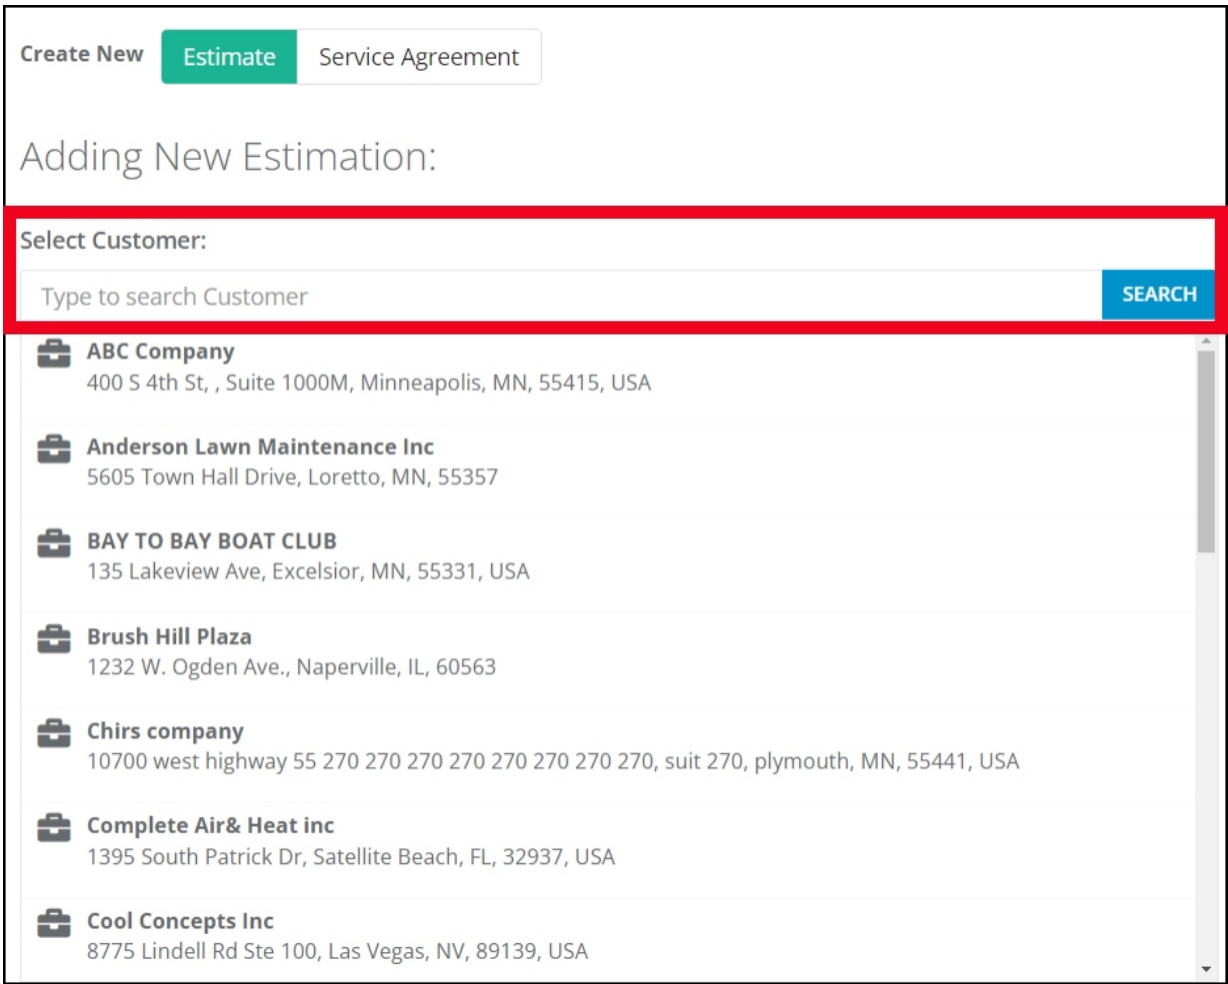 Create New Estimate Service Agreement
Adding New Estimation:
Select Customer:
Type to search Customer SEARCH
ABC Company
400 S 4th St, , Suite 1000M, Minneapolis, MN, 55415, USA
Anderson Lawn Maintenance Inc
5605 Town Hall Drive, Loretto, MN, 55357
BAY TO BAY BOAT CLUB
135 Lakeview Ave, Excelsior, MN, 55331, USA
Brush Hill Plaza
1232 W. Ogden Ave., Naperville, IL, 60563
Chirs company
10700 west highway 55 270 270 270 270 270 270 270 270, suit 270, plymouth, MN, 55441, USA
Complete Air& Heat inc
1395 South Patrick Dr, Satellite Beach, FL, 32937, USA
Cool Concepts Inc
8775 Lindell Rd Ste 100, Las Vegas, NV, 89139, USA